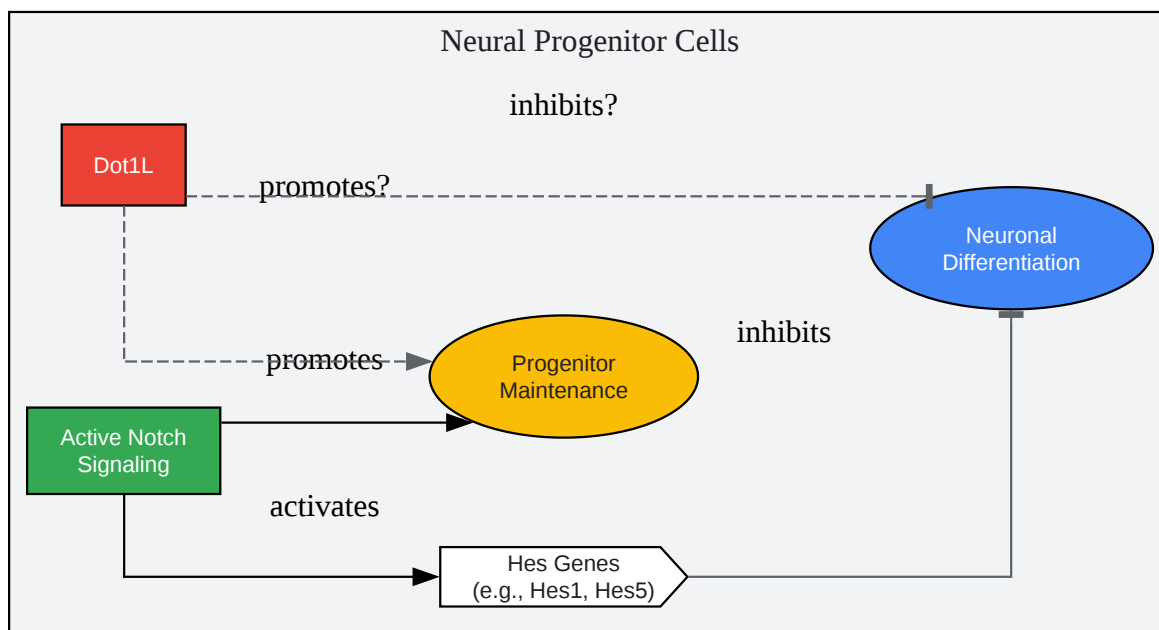 Neural Progenitor Cells
inhibits?
Dot1L
promotes?
Neuronal
Differentiation
inhibits
promotes
Progenitor
Maintenance
Active Notch
Signaling
activates
Hes Genes
(e.g., Hes1, Hes5)